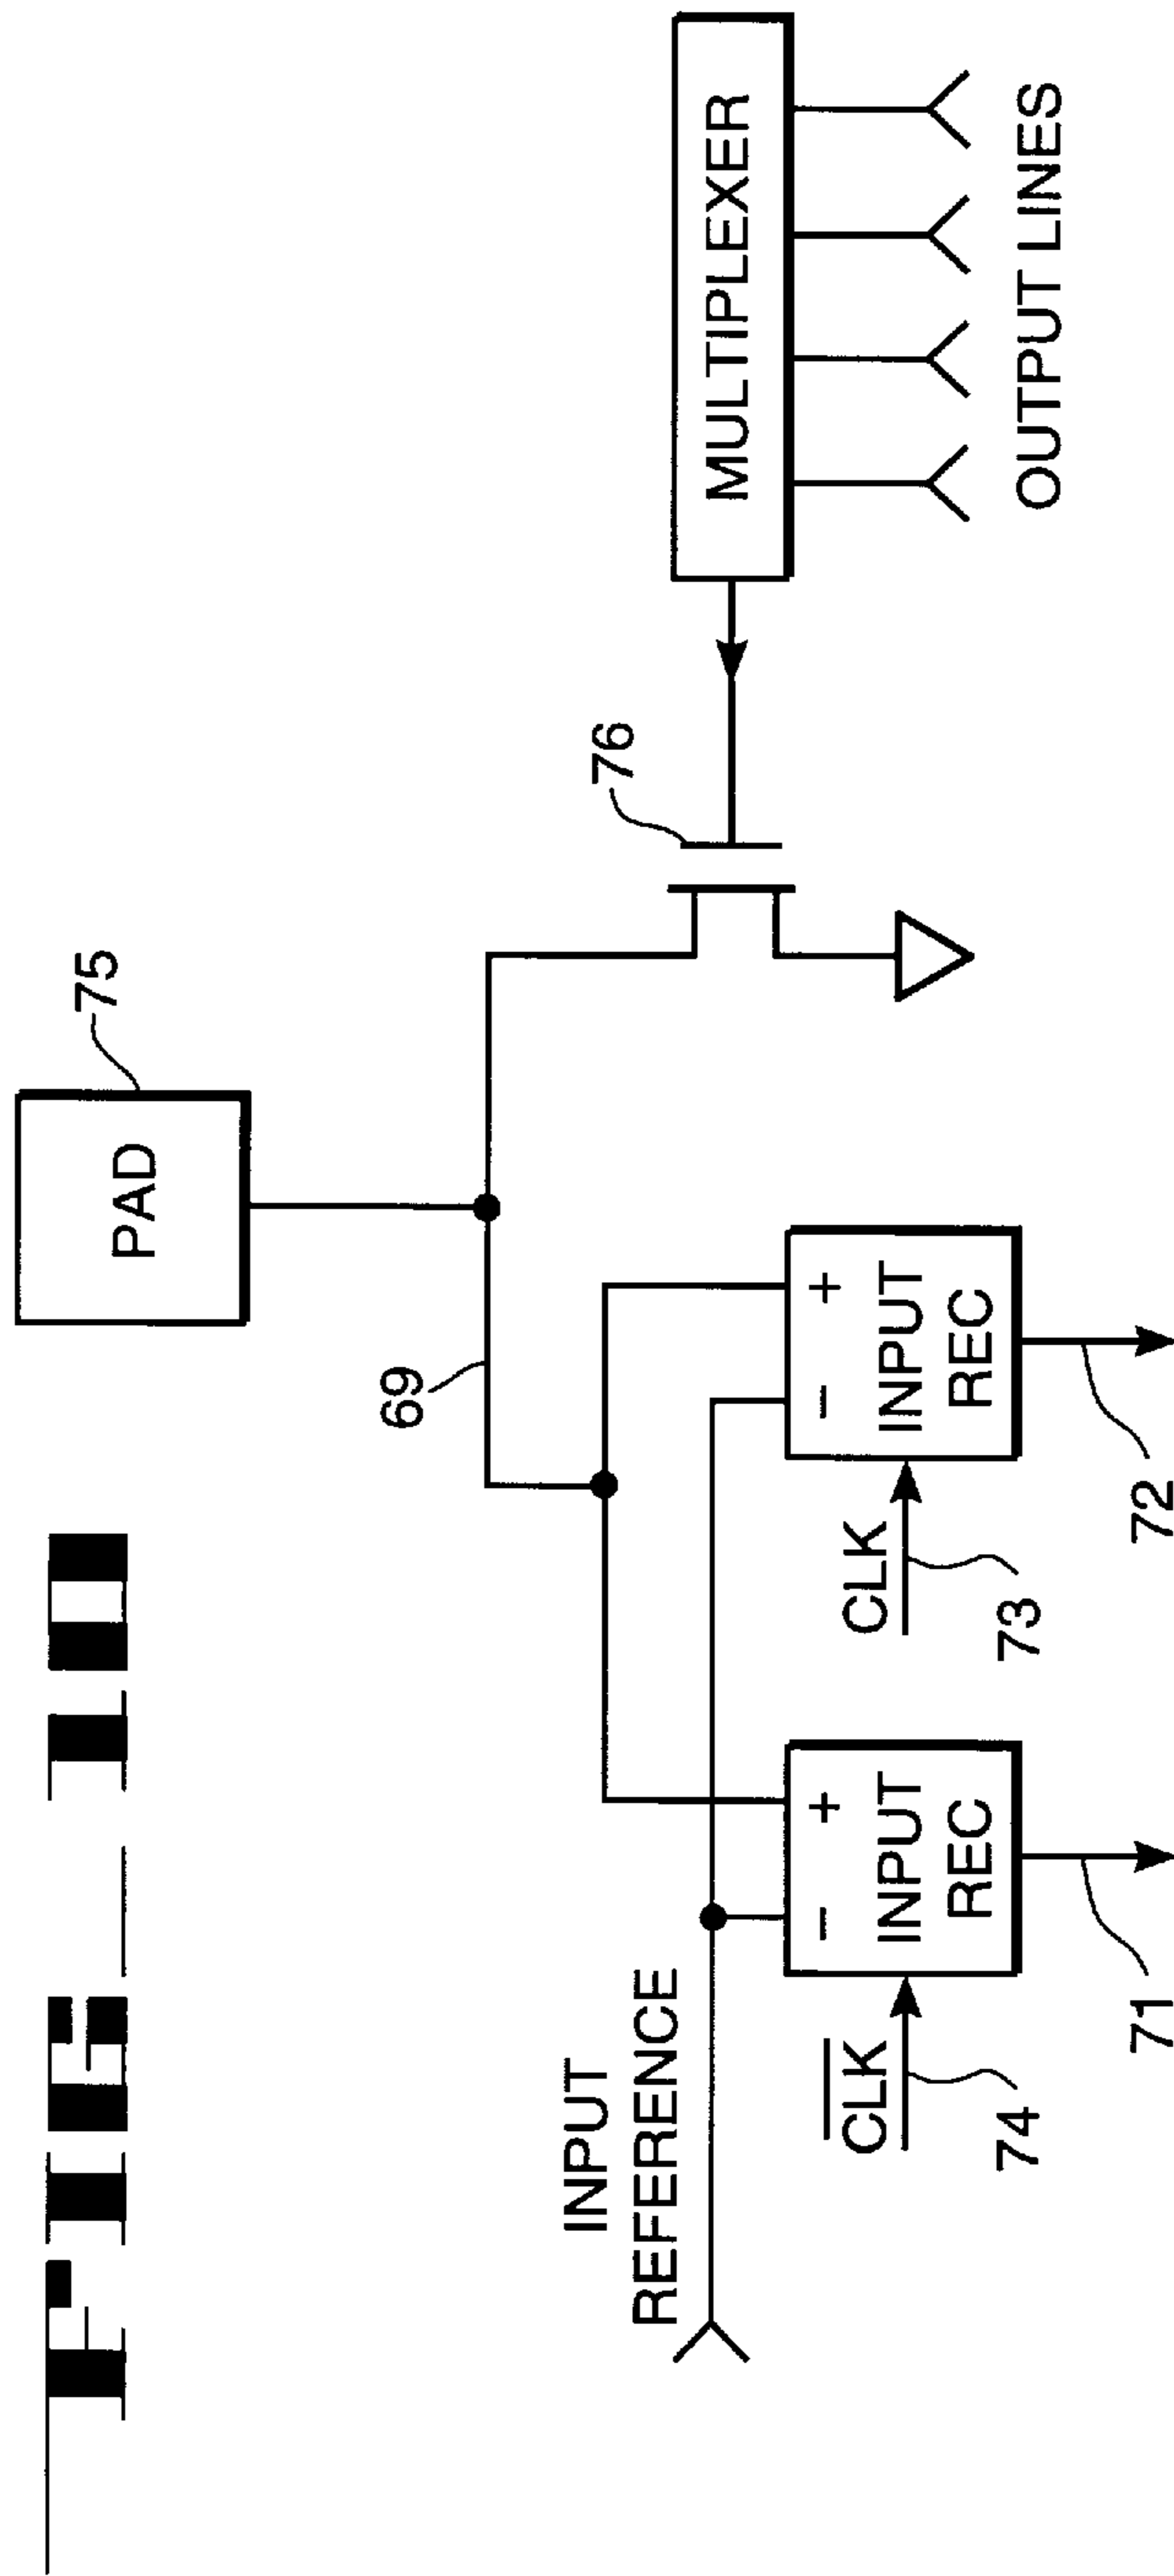 FIG_10
PAD
75
69
76
MULTIPLEXER
OUTPUT LINES
INPUT
REFERENCE
CLK
74
- +
INPUT
REC
71
CLK
73
- +
INPUT
REC
72